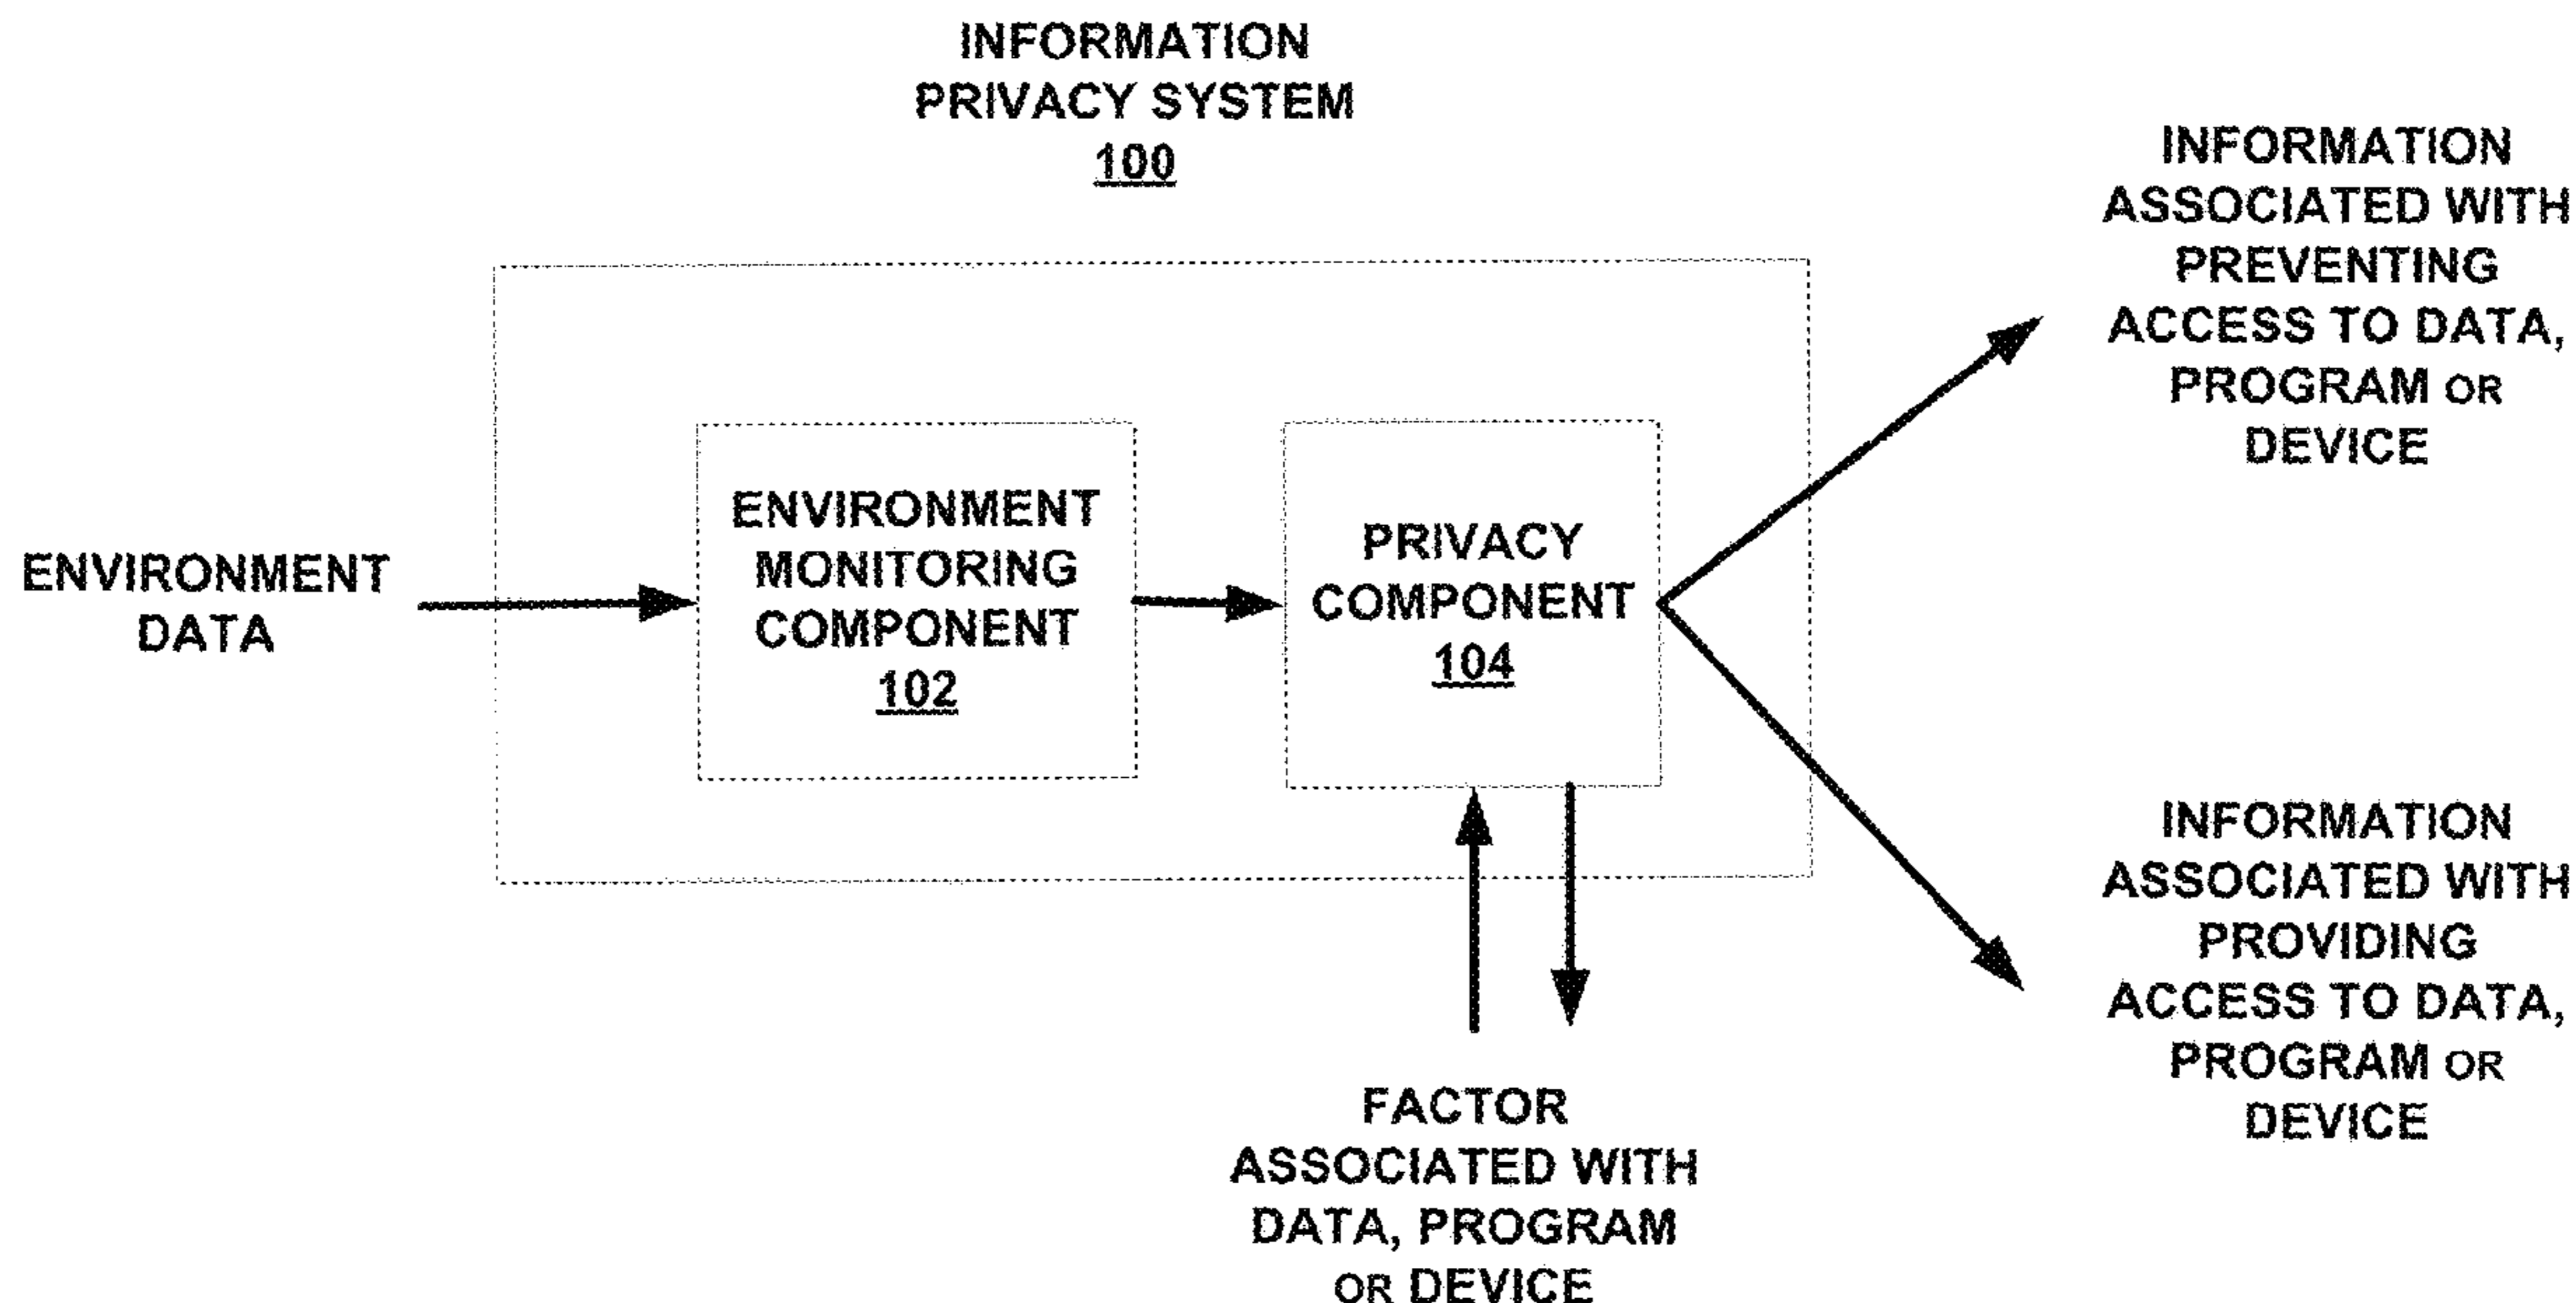 INFORMATION
PRIVACY SYSTEM
100
ENVIRONMENT
DATA
ENVIRONMENT
MONITORING
COMPONENT
102
PRIVACY
COMPONENT
104
INFORMATION
ASSOCIATED WITH
PREVENTING
ACCESS TO DATA,
PROGRAM OR
DEVICE
INFORMATION
ASSOCIATED WITH
PROVIDING
ACCESS TO DATA,
PROGRAM OR
DEVICE
FACTOR
ASSOCIATED WITH
DATA, PROGRAM
OR DEVICE